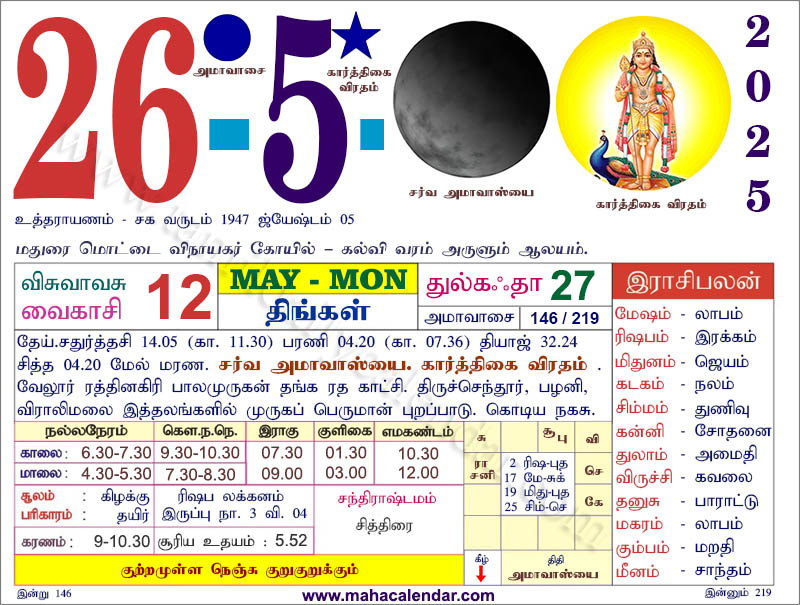 26-5-
2025
அமாவாசை
கார்த்திகை விரதம்
சர்வ அமாவாஸ்யை
கார்த்திகை விரதம்
உத்தராயணம் - சக வருடம் 1947 ஜ்யேஷ்டம் 05
மதுரை மொட்டை விநாயகர் கோயில் – கல்வி வரம் அருளும் ஆலயம்.
விசுவாவசு
வைகாசி 12
MAY - MON
திங்கள்
துல்கஃதா 27
அமாவாசை 146 / 219
தேய்.சதுர்த்தசி 14.05 (கா. 11.30) பரணி 04.20 (கா. 07.36) தியாஜ் 32.24
சித்த 04.20 மேல் மரண. சர்வ அமாவாஸ்யை. கார்த்திகை விரதம் .
வேலூர் ரத்தினகிரி பாலமுருகன் தங்க ரத காட்சி. திருச்செந்தூர், பழனி,
விராலிமலை இத்தலங்களில் முருகப் பெருமான் புறப்பாடு. கொடிய நகசு.
நல்லநேரம் கௌ.ந.நெ. இராகு குளிகை எமகண்டம்
காலை: 6.30-7.30 9.30-10.30 07.30 01.30 10.30
மாலை: 4.30-5.30 7.30-8.30 09.00 03.00 12.00
சூலம் : கிழக்கு
பரிகாரம் : தயிர்
ரிஷப லக்கனம்
இருப்பு நா. 3 வி. 04
சந்திராஷ்டமம்
சித்திரை
கரணம்: 9-10.30 சூரிய உதயம் : 5.52
குற்றமுள்ள நெஞ்சு குறுகுறுக்கும்
சு சூ பு வி
ரா சனி
2 ரிஷ-புத
17 மே-சுக்
19 மிது-புத
25 சிம்-செ
செ
கே
கீழ்
திதி
அமாவாஸ்யை
இராசிபலன்
மேஷம் - லாபம்
ரிஷபம் - இரக்கம்
மிதுனம் - ஜெயம்
கடகம் - நலம்
சிம்மம் - துணிவு
கன்னி - சோதனை
துலாம் - அமைதி
விருச்சி - கவலை
தனுசு - பாராட்டு
மகரம் - லாபம்
கும்பம் - மறதி
மீனம் - சாந்தம்
இன்று 146
www.mahacalendar.com
இன்னும் 219